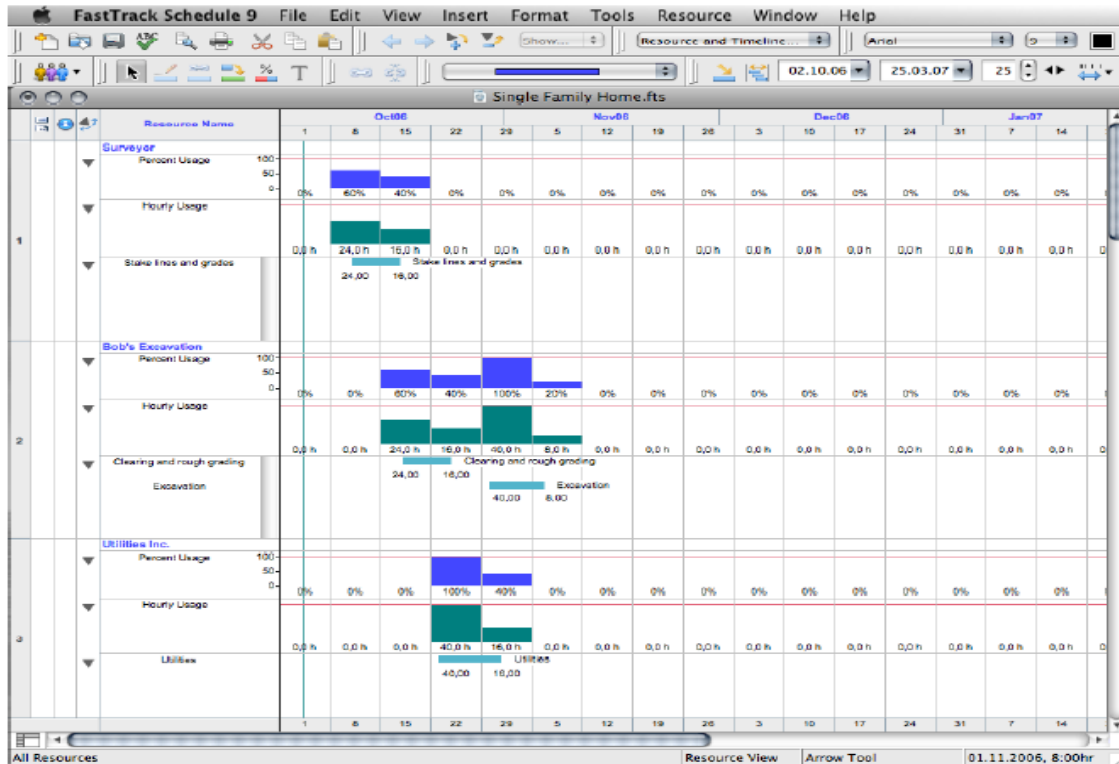 FastTrack Schedule 9 File Edit View Insert Format Tools Resource Window Help
ABC Show... Resource and Timeline... Arial 9
T 02.10.06 25.03.07 25
Single Family Home.fts
Resource Name Oct06 Nov06 Dec06 Jan07
1 8 15 22 29 5 12 19 26 3 10 17 24 31 7 14
Surveyor
Percent Usage 100 50 0
0% 60% 40% 0% 0% 0% 0% 0% 0% 0% 0% 0% 0% 0% 0% 0%
Hourly Usage
1
0,0 h 24,0 h 16,0 h 0,0 h 0,0 h 0,0 h 0,0 h 0,0 h 0,0 h 0,0 h 0,0 h 0,0 h 0,0 h 0,0 h 0,0 h 0,0 h 0
Stake lines and grades Stake lines and grades
24,00 16,00
Bob's Excavation
Percent Usage 100 50 0
0% 0% 60% 40% 100% 20% 0% 0% 0% 0% 0% 0% 0% 0% 0% 0%
Hourly Usage
2
0,0 h 0,0 h 24,0 h 16,0 h 40,0 h 8,0 h 0,0 h 0,0 h 0,0 h 0,0 h 0,0 h 0,0 h 0,0 h 0,0 h 0,0 h 0,0 h 0
Clearing and rough grading Clearing and rough grading
24,00 16,00
Excavation Excavation
40,00 8,00
Utilities Inc.
Percent Usage 100 50 0
0% 0% 0% 100% 40% 0% 0% 0% 0% 0% 0% 0% 0% 0% 0% 0%
Hourly Usage
3
0,0 h 0,0 h 0,0 h 40,0 h 16,0 h 0,0 h 0,0 h 0,0 h 0,0 h 0,0 h 0,0 h 0,0 h 0,0 h 0,0 h 0,0 h 0,0 h 0
Utilities Utilities
40,00 16,00
1 8 15 22 29 5 12 19 26 3 10 17 24 31 7 14
All Resources Resource View Arrow Tool 01.11.2006, 8:00hr